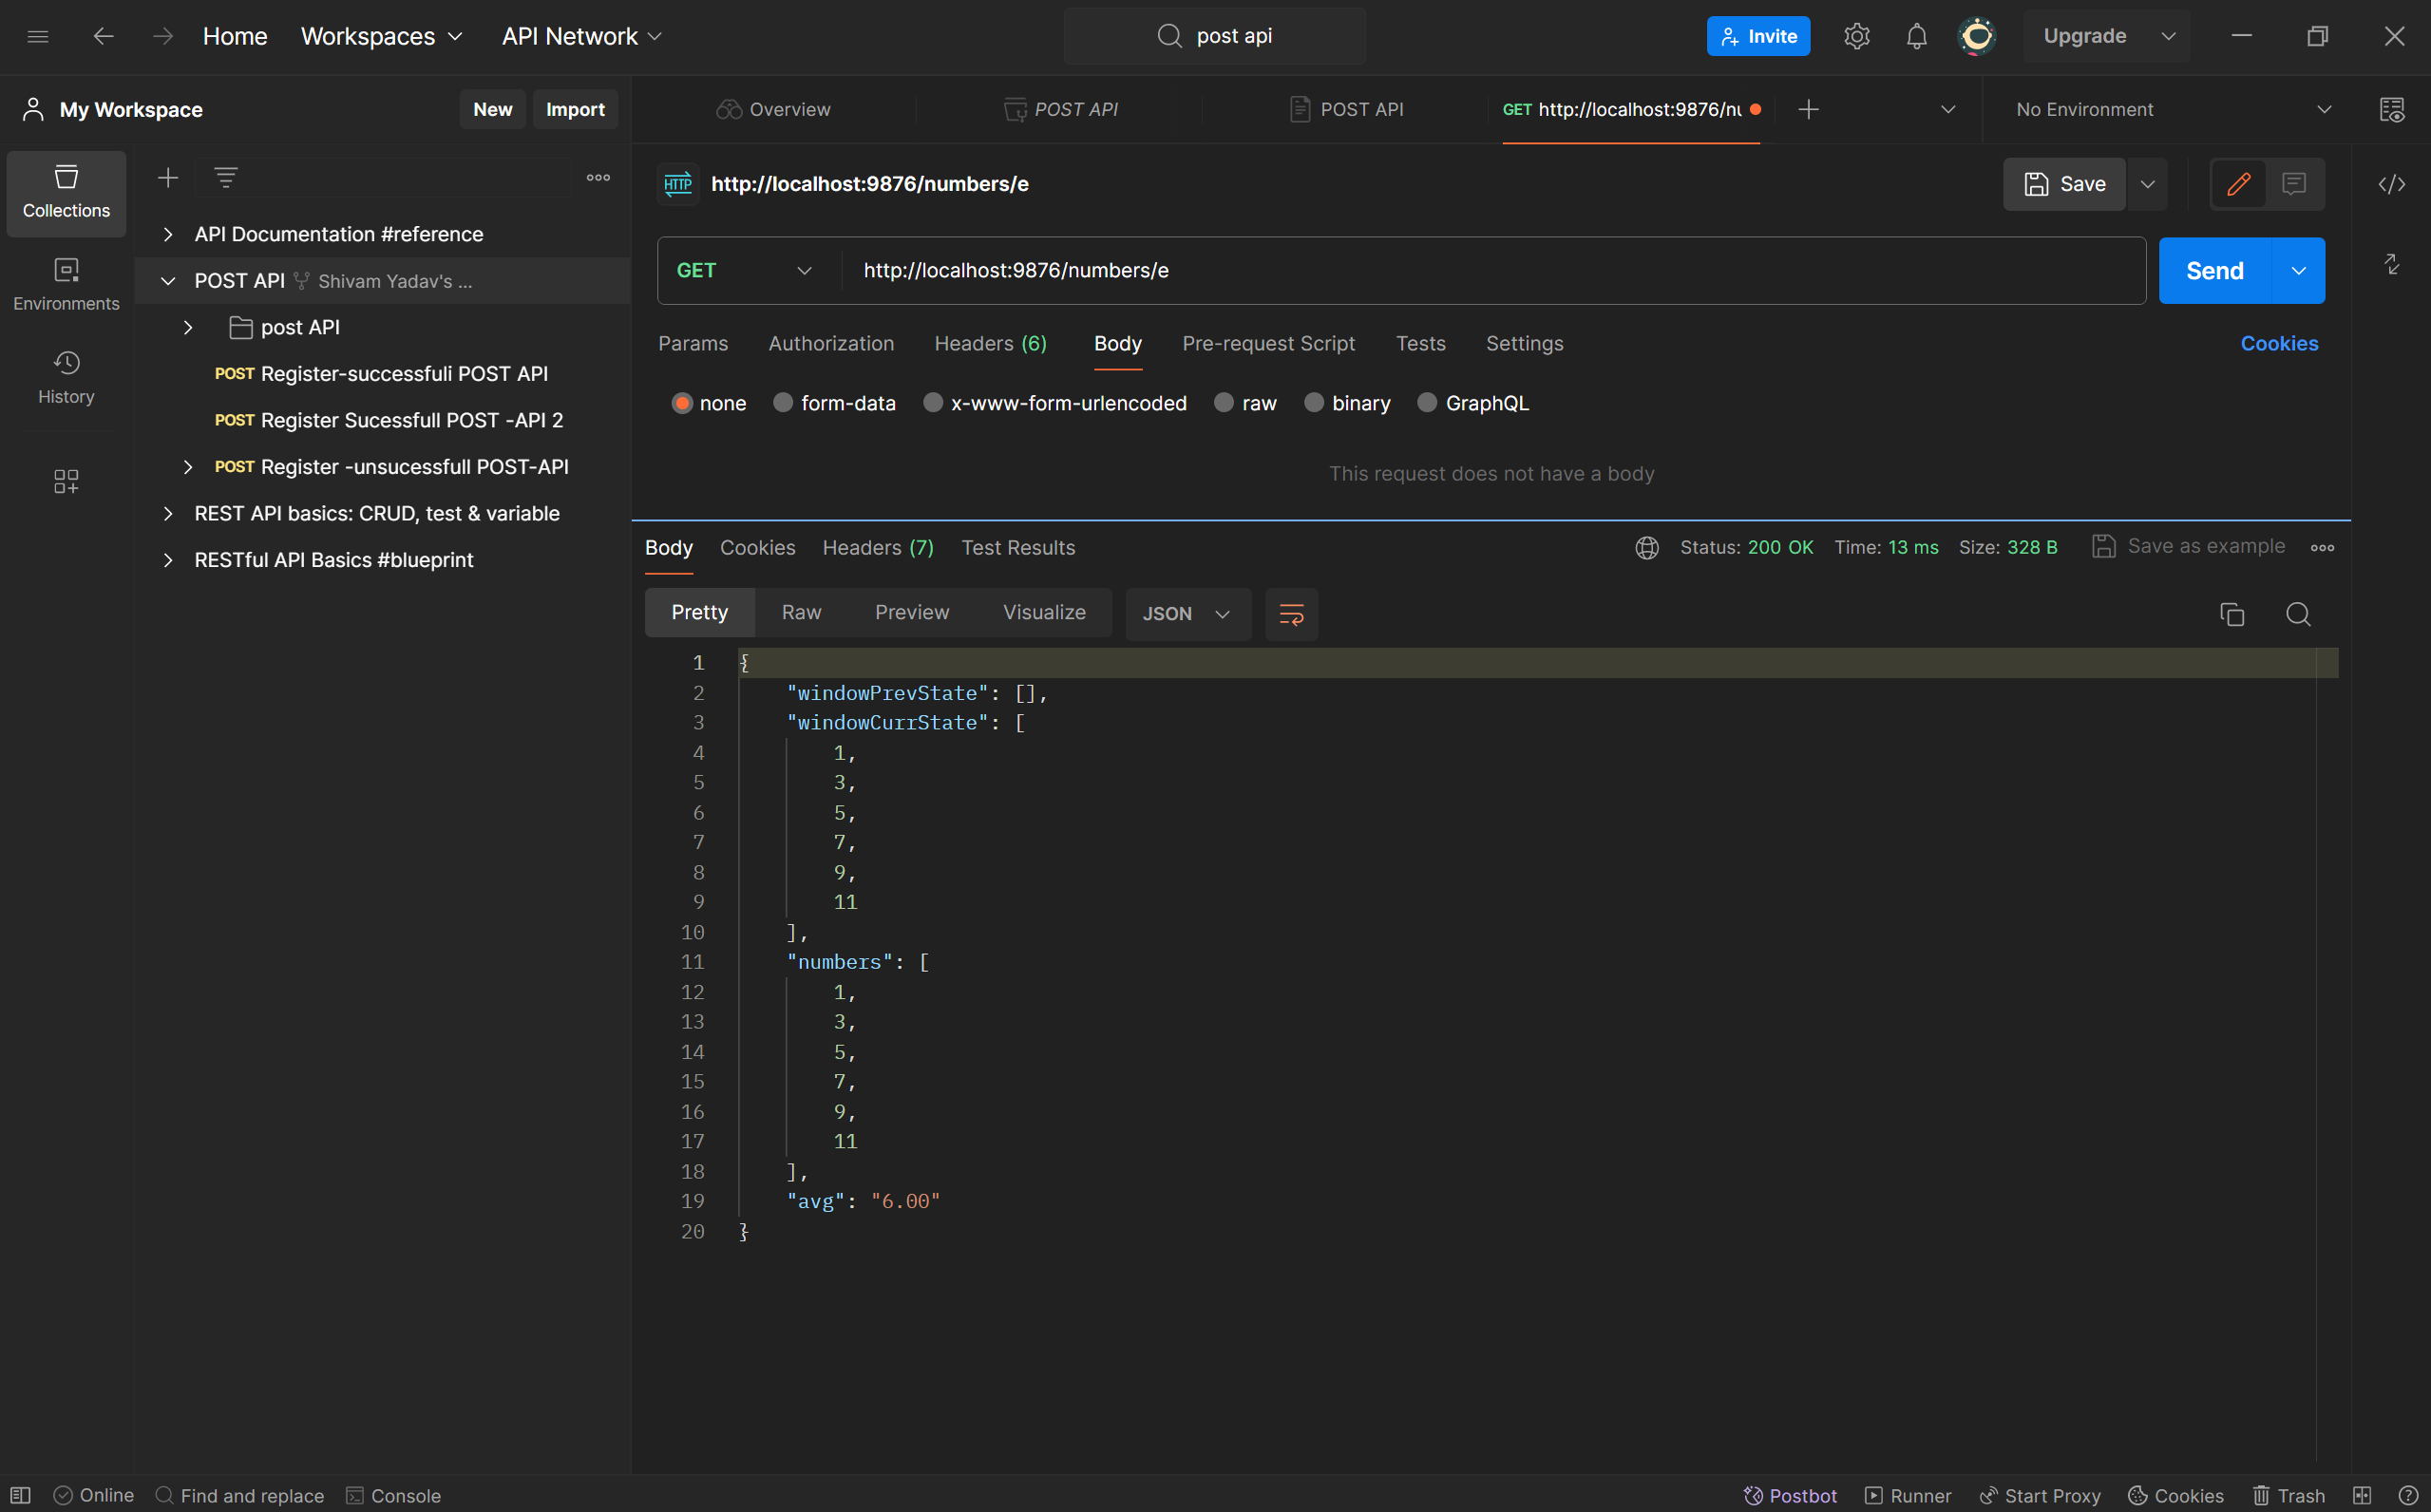 Home Workspaces API Network post api Invite Upgrade
My Workspace New Import
Overview POST API POST API GET http://localhost:9876/nu No Environment
Collections
Environments
History
API Documentation #reference
POST API Shivam Yadav's ...
post API
POST Register-successfuli POST API
POST Register Sucessfull POST -API 2
POST Register -unsucessfull POST-API
REST API basics: CRUD, test & variable
RESTful API Basics #blueprint
HTTP http://localhost:9876/numbers/e Save
GET http://localhost:9876/numbers/e Send
Params Authorization Headers (6) Body Pre-request Script Tests Settings Cookies
none form-data x-www-form-urlencoded raw binary GraphQL
This request does not have a body
Body Cookies Headers (7) Test Results Status: 200 OK Time: 13 ms Size: 328 B Save as example
Pretty Raw Preview Visualize JSON
1 {
2 "windowPrevState": [],
3 "windowCurrState": [
4 1,
5 3,
6 5,
7 7,
8 9,
9 11
10 ],
11 "numbers": [
12 1,
13 3,
14 5,
15 7,
16 9,
17 11
18 ],
19 "avg": "6.00"
20 }
Online Find and replace Console Postbot Runner Start Proxy Cookies Trash